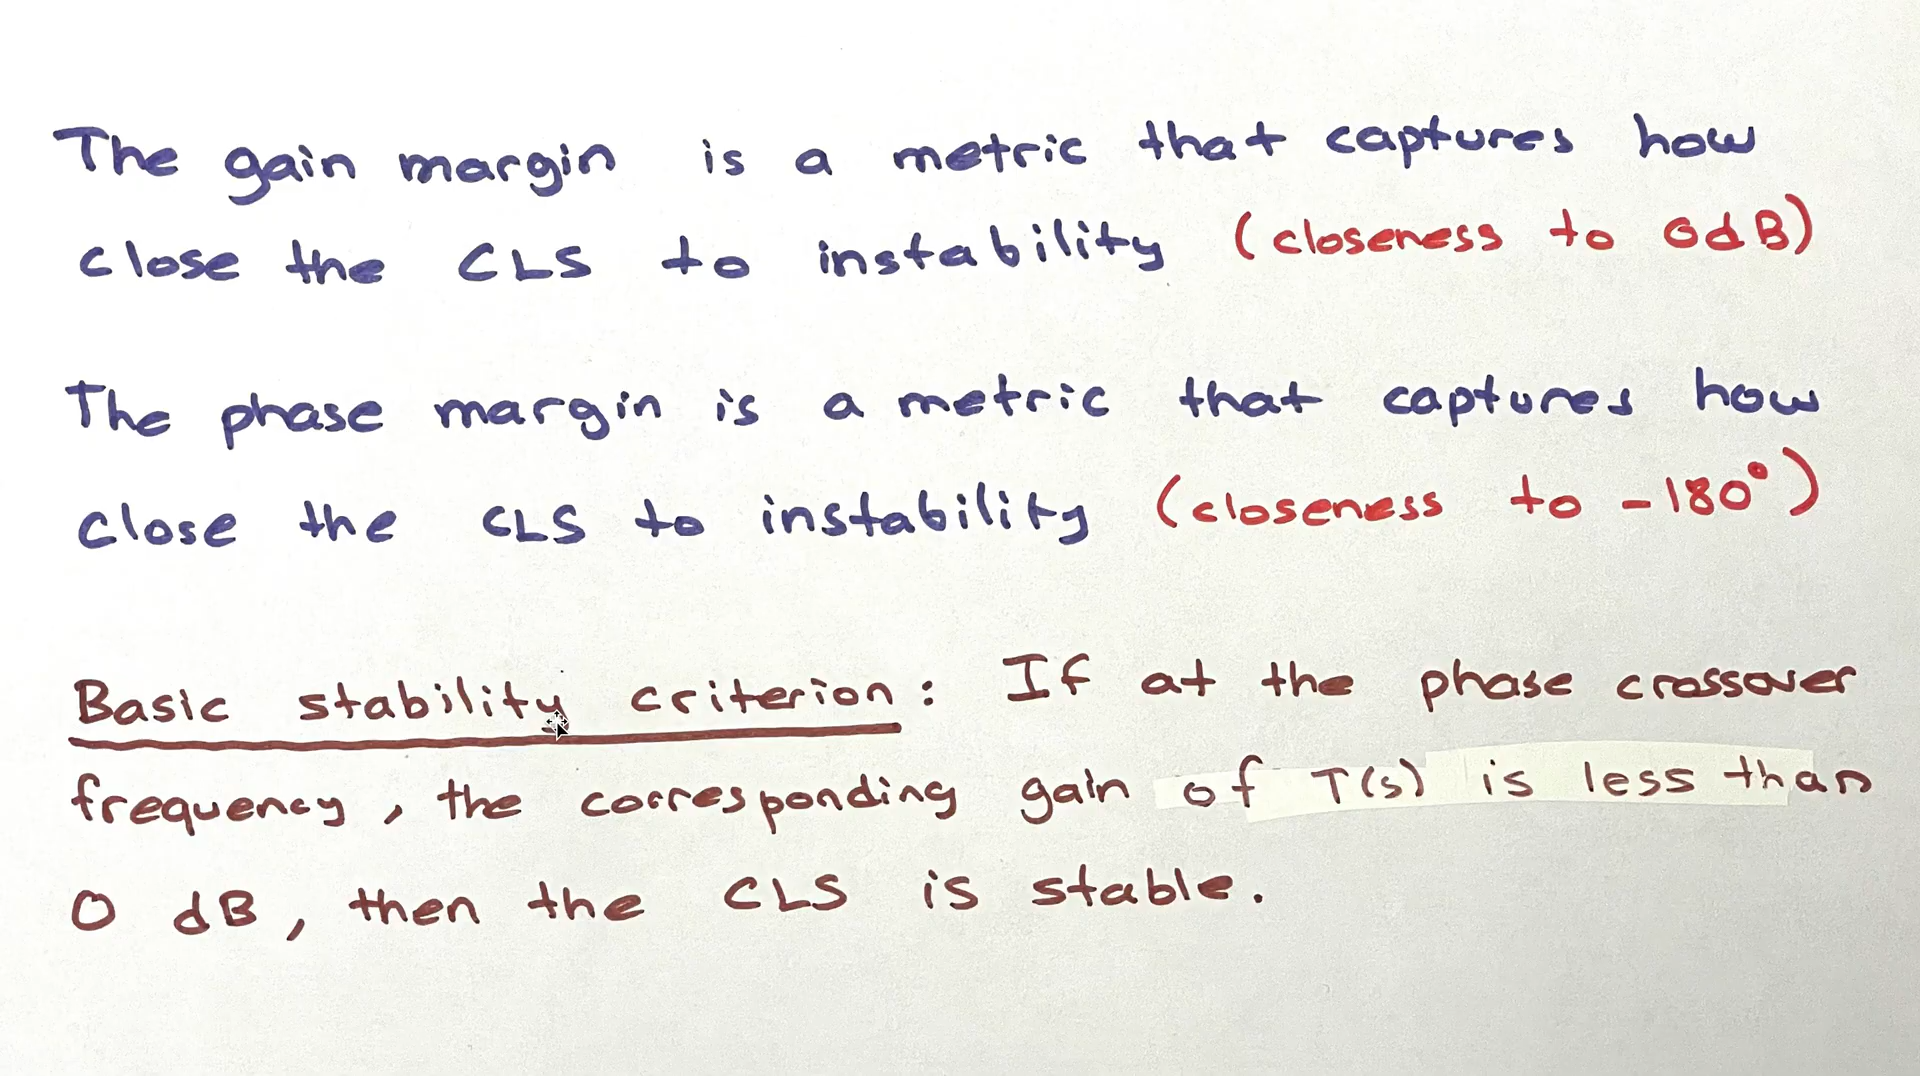 The gain margin is a metric that captures how
close the CLS to instability (closeness to 0dB)
The phase margin is a metric that captures how
close the CLS to instability (closeness to -180°)
Basic stability criterion: If at the phase crossover
frequency, the corresponding gain of T(s) is less than
0 dB, then the CLS is stable.